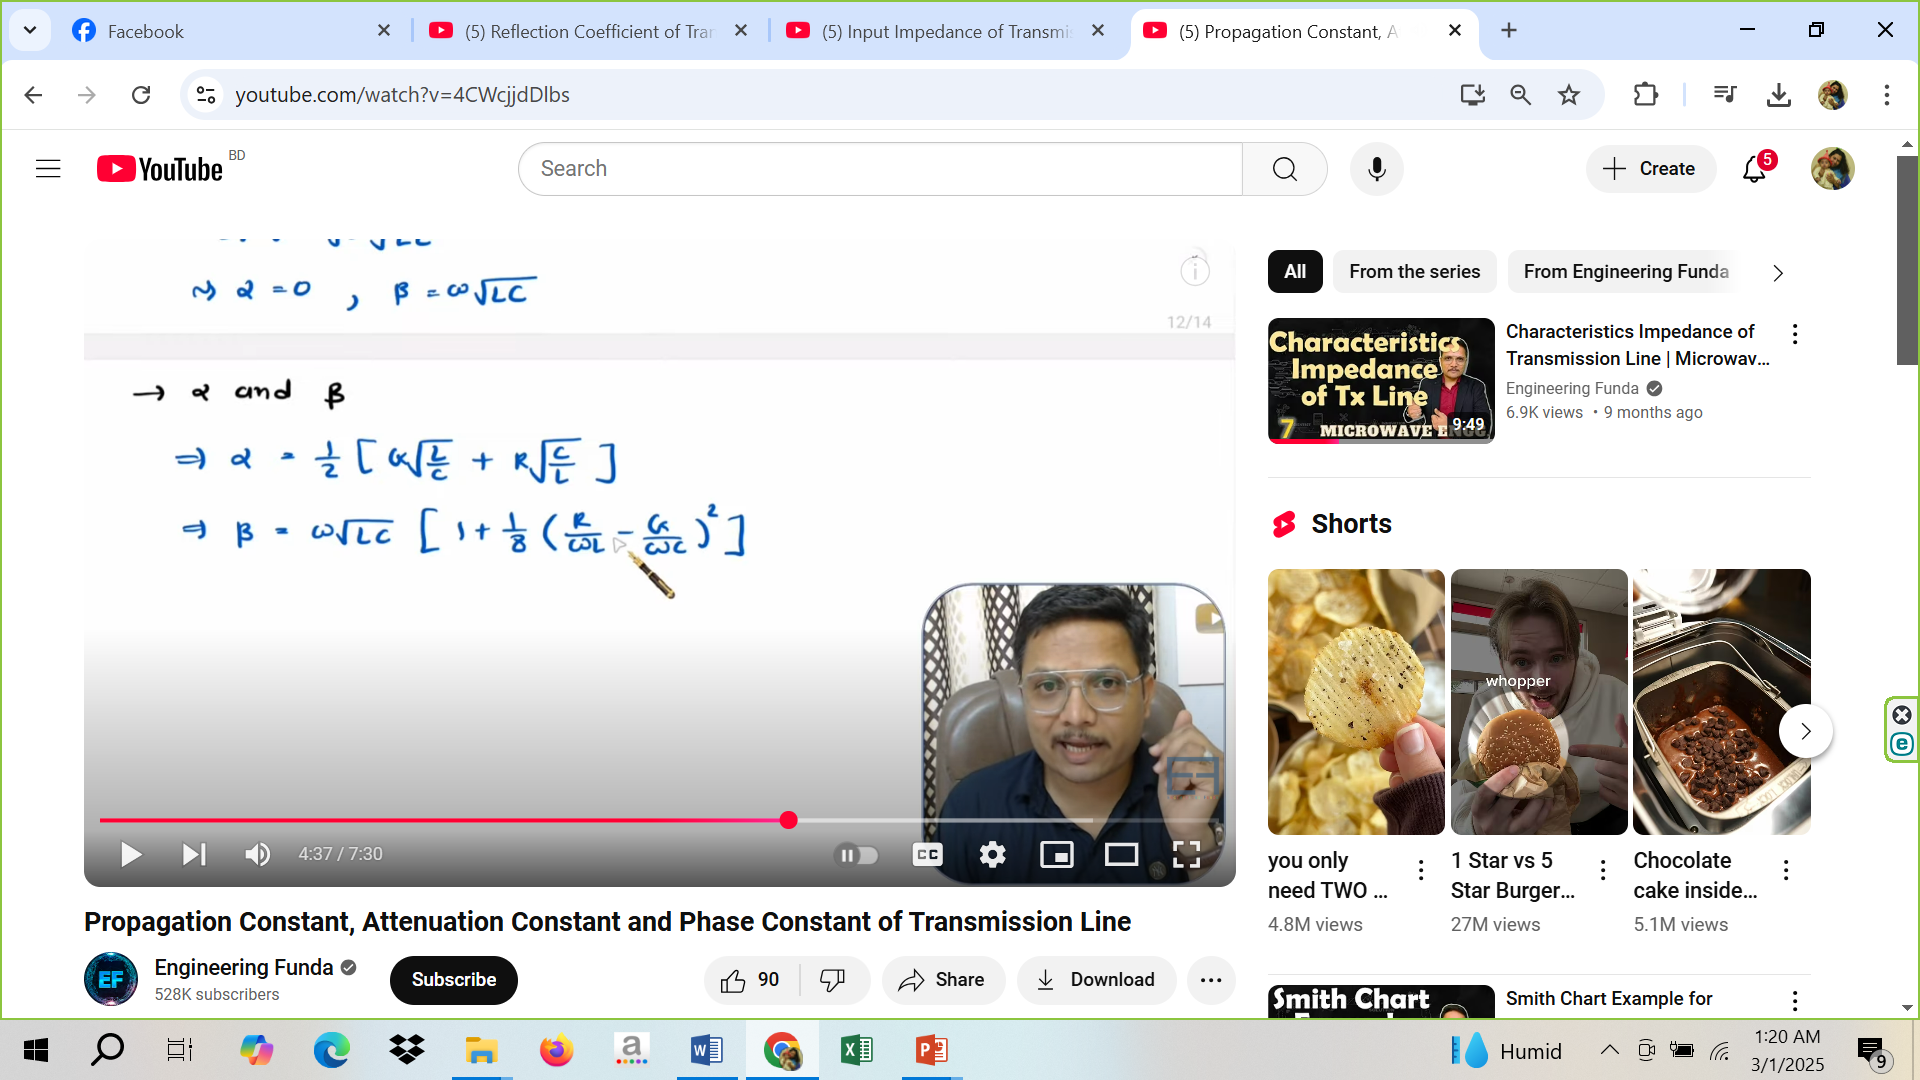 Facebook
(5) Reflection Coefficient of Tran
(5) Input Impedance of Transmis
(5) Propagation Constant, A
youtube.com/watch?v=4CWcjjdDlbs
YouTube BD
Search
Create
5
~> α = 0 , β = ω√LC
12/14
→ α and β
⇒ α = 1/2 [ G√L/C + R√C/L ]
⇒ β = ω√LC [ 1 + 1/8 ( R/ωL - G/ωC )² ]
4:37 / 7:30
CC
Propagation Constant, Attenuation Constant and Phase Constant of Transmission Line
EF
Engineering Funda
528K subscribers
Subscribe
90
Share
Download
All
From the series
From Engineering Funda
Characteristics
Impedance
of Tx Line
7 MICROWAVE ENGG
9:49
Characteristics Impedance of
Transmission Line | Microwav...
Engineering Funda
6.9K views • 9 months ago
Shorts
whopper
you only
need TWO ...
4.8M views
1 Star vs 5
Star Burger...
27M views
Chocolate
cake inside...
5.1M views
Smith Chart
Smith Chart Example for
Humid
1:20 AM
3/1/2025
9